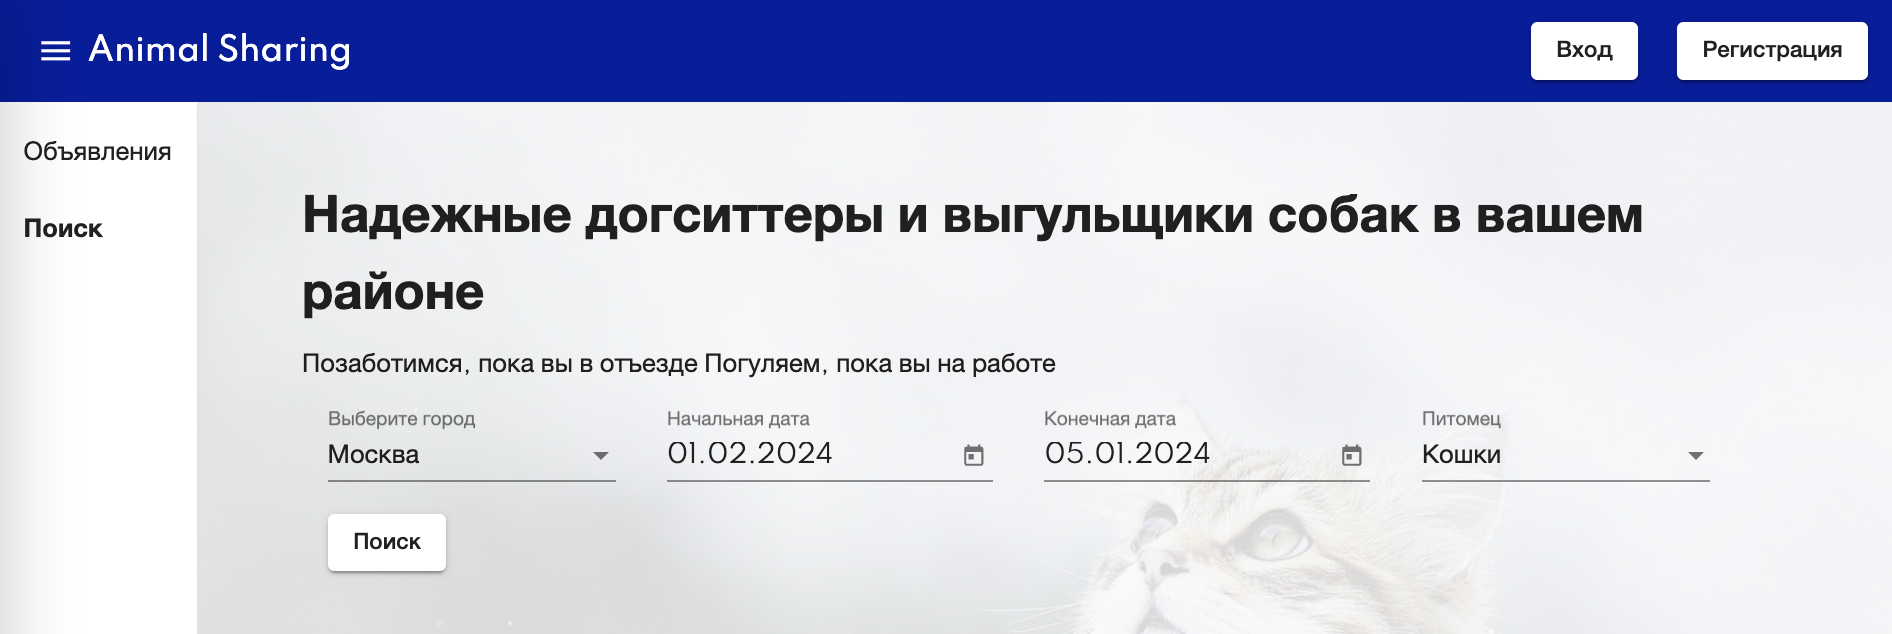 Animal Sharing
Вход
Регистрация
Объявления
Поиск
Надежные догситтеры и выгульщики собак в вашем
районе
Позаботимся, пока вы в отъезде Погуляем, пока вы на работе
Выберите город
Москва
Начальная дата
01.02.2024
Конечная дата
05.01.2024
Питомец
Кошки
Поиск